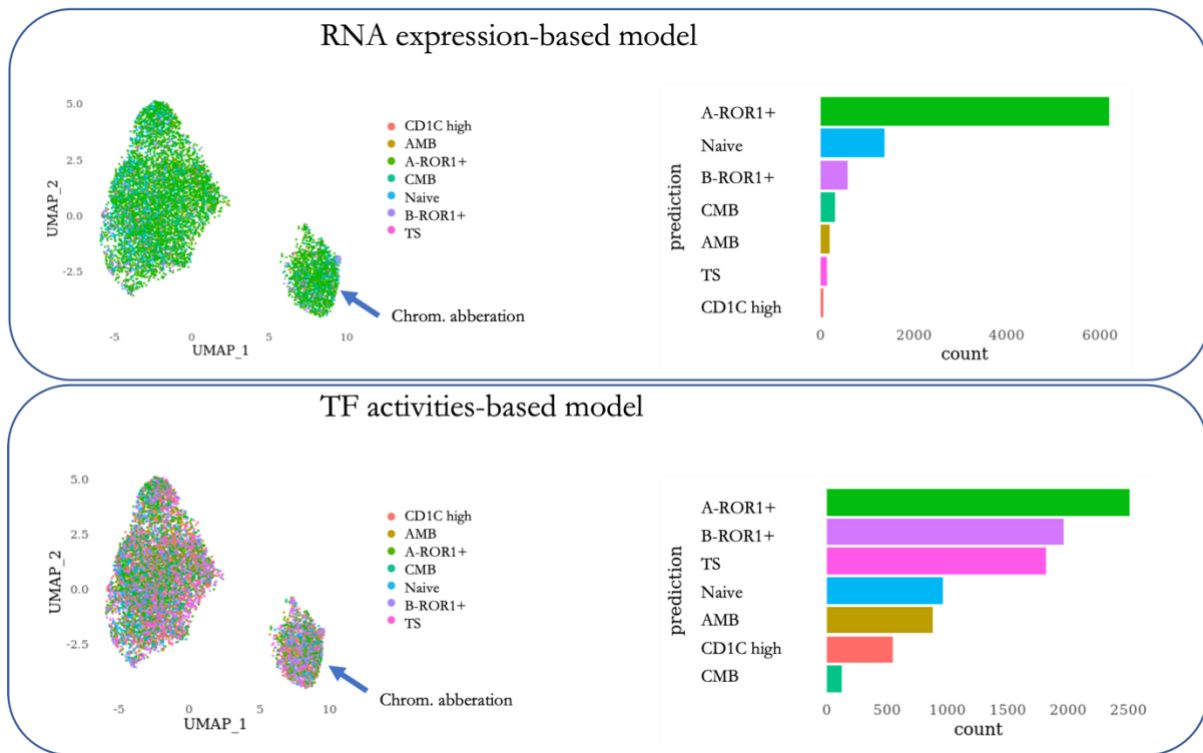 RNA expression-based model
5.0
2.5
0.0
-2.5
UMAP_2
-5
0
5
10
UMAP_1
CD1C high
AMB
A-ROR1+
CMB
Naive
B-ROR1+
TS
Chrom. abberation
prediction
A-ROR1+
Naive
B-ROR1+
CMB
AMB
TS
CD1C high
0
2000
4000
6000
count
TF activities-based model
5.0
2.5
0.0
-2.5
UMAP_2
-5
0
5
10
UMAP_1
CD1C high
AMB
A-ROR1+
CMB
Naive
B-ROR1+
TS
Chrom. abberation
prediction
A-ROR1+
B-ROR1+
TS
Naive
AMB
CD1C high
CMB
0
500
1000
1500
2000
2500
count